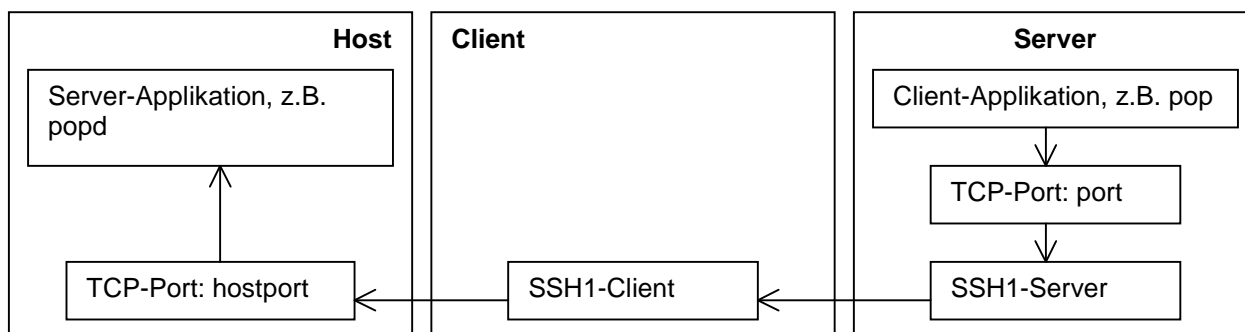 Host
Server-Applikation, z.B.
popd
TCP-Port: hostport
Client
SSH1-Client
Server
Client-Applikation, z.B. pop
TCP-Port: port
SSH1-Server